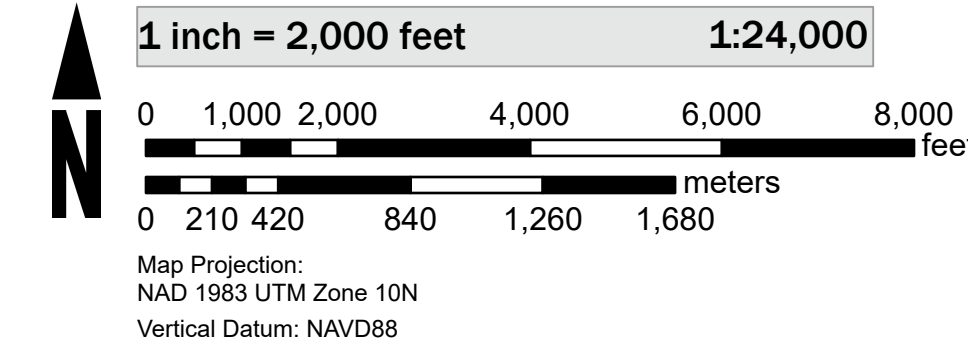 N
1 inch = 2,000 feet 1:24,000
0 1,000 2,000 4,000 6,000 8,000
feet
meters
0 210 420 840 1,260 1,680
Map Projection:
NAD 1983 UTM Zone 10N
Vertical Datum: NAVD88